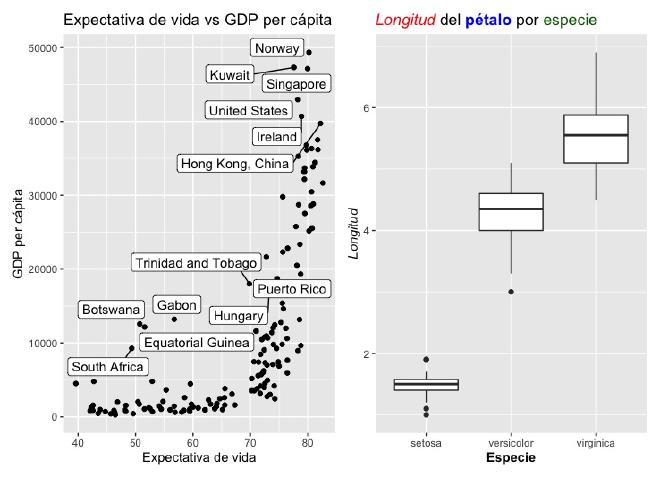 Expectativa de vida vs GDP per cápita
50000
40000
30000
20000
10000
0
GDP per cápita
Norway
Kuwait
Singapore
United States
Ireland
Hong Kong, China
Trinidad and Tobago
Puerto Rico
Botswana
Gabon
Hungary
Equatorial Guinea
South Africa
40
50
60
70
80
Expectativa de vida
Longitud del pétalo por especie
6
4
2
Longitud
setosa
versicolor
virginica
Especie